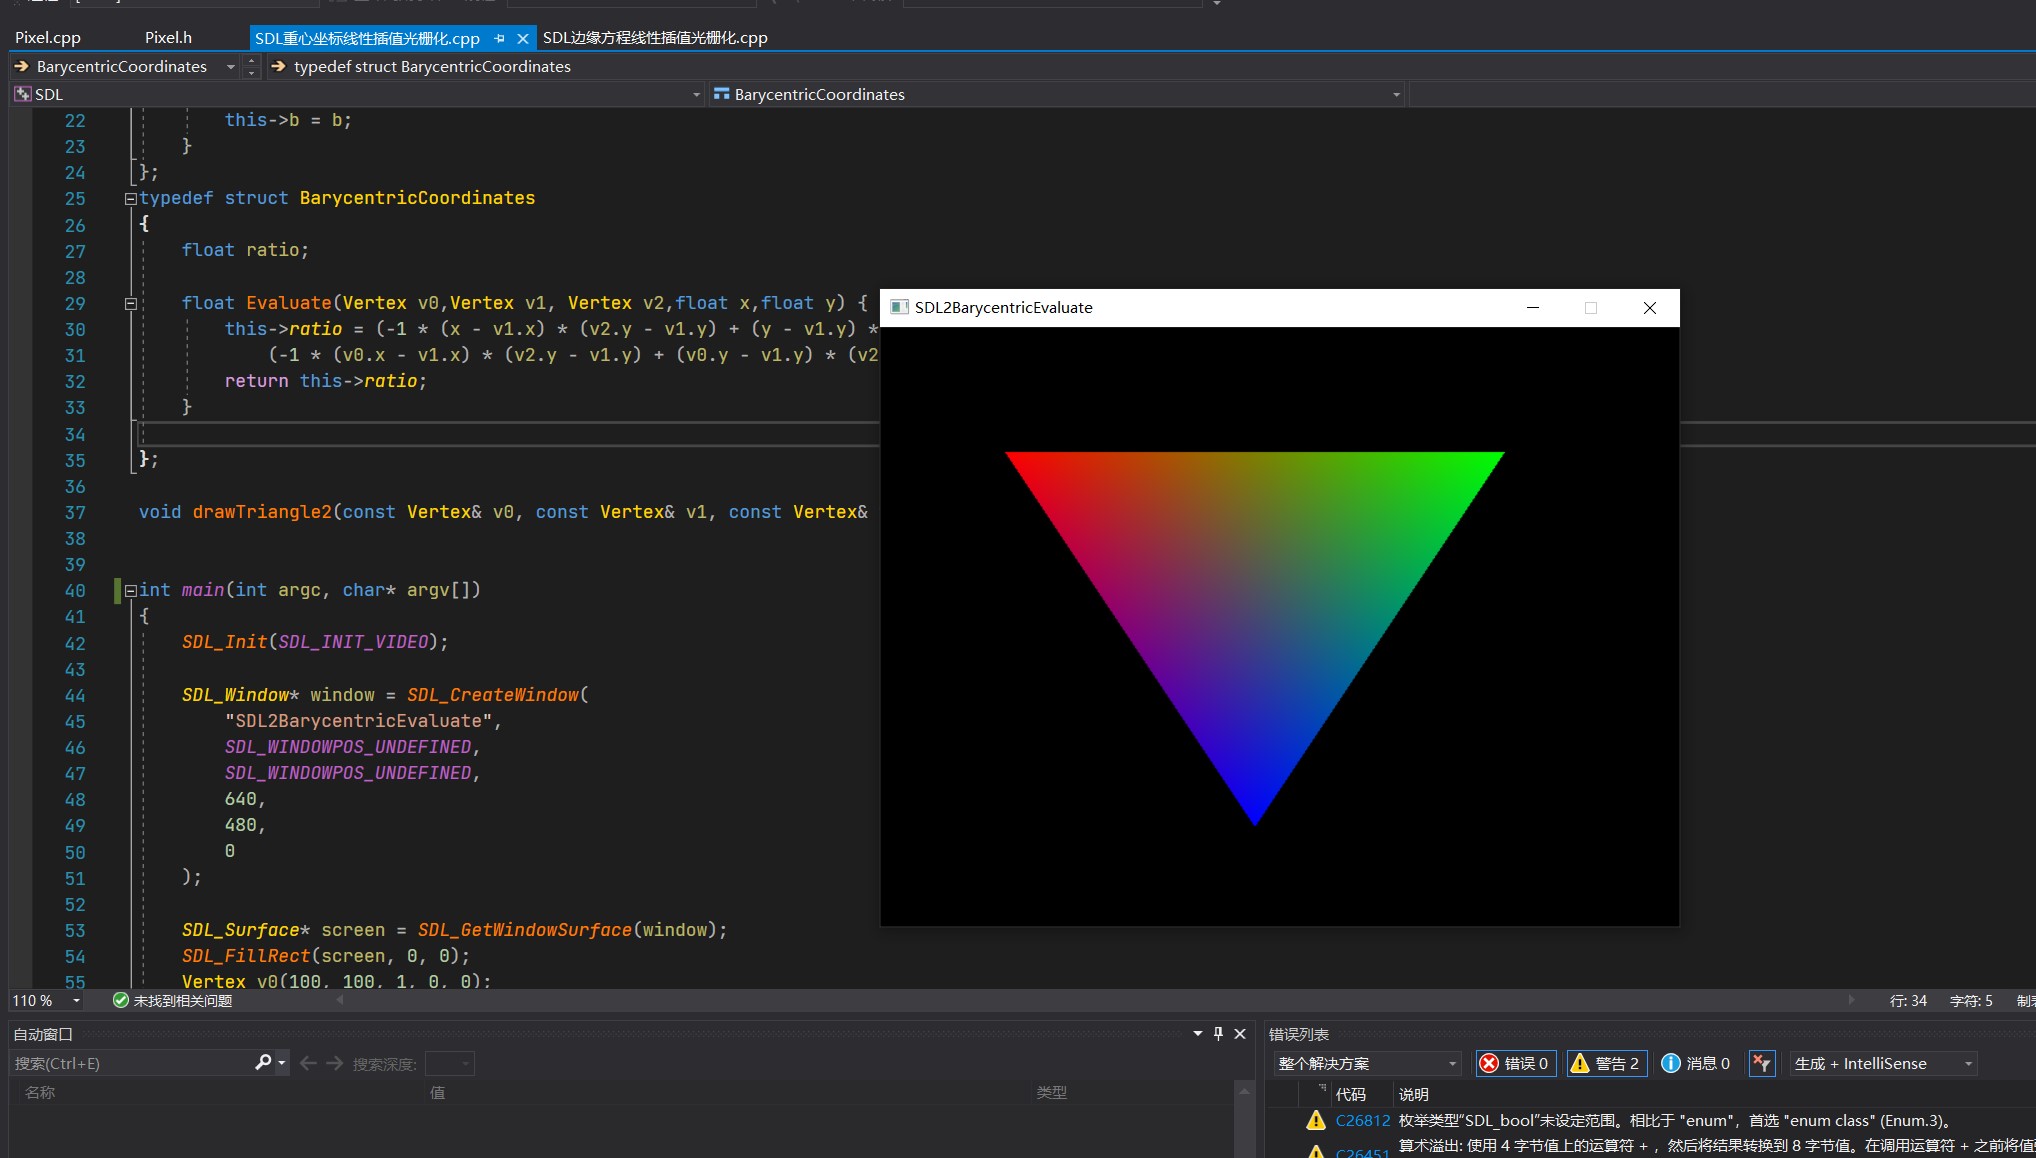 Pixel.cpp Pixel.h SDL重心坐标线性插值光栅化.cpp SDL边缘方程线性插值光栅化.cpp
BarycentricCoordinates typedef struct BarycentricCoordinates
SDL BarycentricCoordinates
22 this->b = b;
23 }
24 };
25 typedef struct BarycentricCoordinates
26 {
27 float ratio;
28
29 float Evaluate(Vertex v0,Vertex v1, Vertex v2,float x,float y) {
30 this->ratio = (-1 * (x - v1.x) * (v2.y - v1.y) + (y - v1.y) *
31 (-1 * (v0.x - v1.x) * (v2.y - v1.y) + (v0.y - v1.y) * (v2
32 return this->ratio;
33 }
34
35 };
36
37 void drawTriangle2(const Vertex& v0, const Vertex& v1, const Vertex&
38
39
40 int main(int argc, char* argv[])
41 {
42 SDL_Init(SDL_INIT_VIDEO);
43
44 SDL_Window* window = SDL_CreateWindow(
45 "SDL2BarycentricEvaluate",
46 SDL_WINDOWPOS_UNDEFINED,
47 SDL_WINDOWPOS_UNDEFINED,
48 640,
49 480,
50 0
51 );
52
53 SDL_Surface* screen = SDL_GetWindowSurface(window);
54 SDL_FillRect(screen, 0, 0);
55 Vertex v0(100, 100, 1, 0, 0);
SDL2BarycentricEvaluate
110 % 未找到相关问题 行: 34 字符: 5
自动窗口
搜索(Ctrl+E) 搜索深度:
名称 值 类型
错误列表
整个解决方案 错误 0 警告 2 消息 0 生成 + IntelliSense
代码 说明
C26812 枚举类型“SDL_bool”未设定范围。相比于 "enum"，首选 "enum class" (Enum.3)。
C26451 算术溢出: 使用 4 字节值上的运算符 + ，然后将结果转换到 8 字节值。在调用运算符 + 之前将值